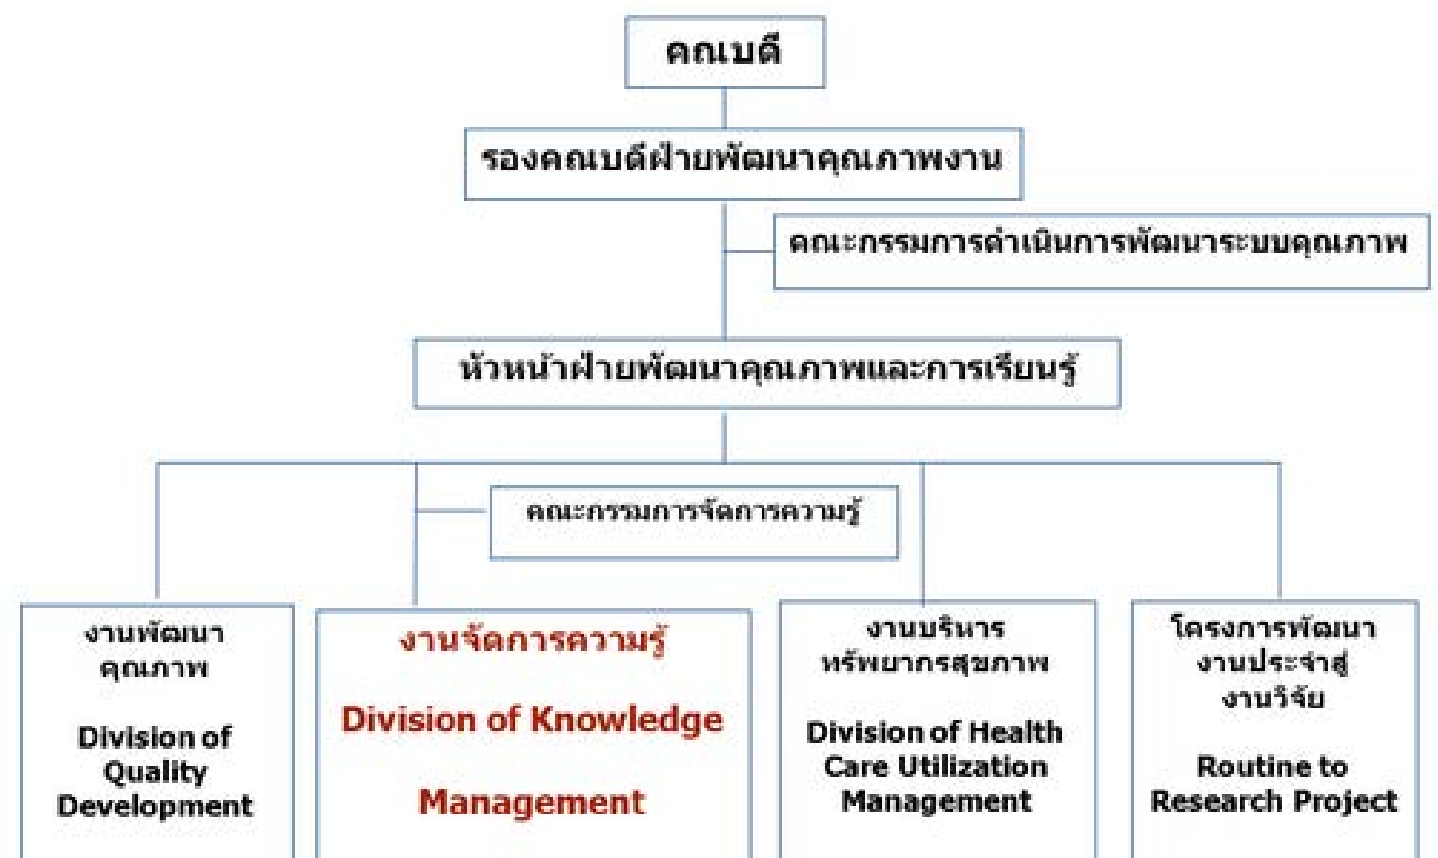 คณบดี
รองคณบดีฝ่ายพัฒนาคุณภาพงาน
คณะกรรมการดำเนินการพัฒนาระบบคุณภาพ
หัวหน้าฝ่ายพัฒนาคุณภาพและการเรียนรู้
คณะกรรมการจัดการความรู้
งานพัฒนา
คุณภาพ
Division of
Quality
Development
งานจัดการความรู้
Division of Knowledge
Management
งานบริหาร
ทรัพยากรสุขภาพ
Division of Health
Care Utilization
Management
โครงการพัฒนา
งานประจำสู่
งานวิจัย
Routine to
Research Project